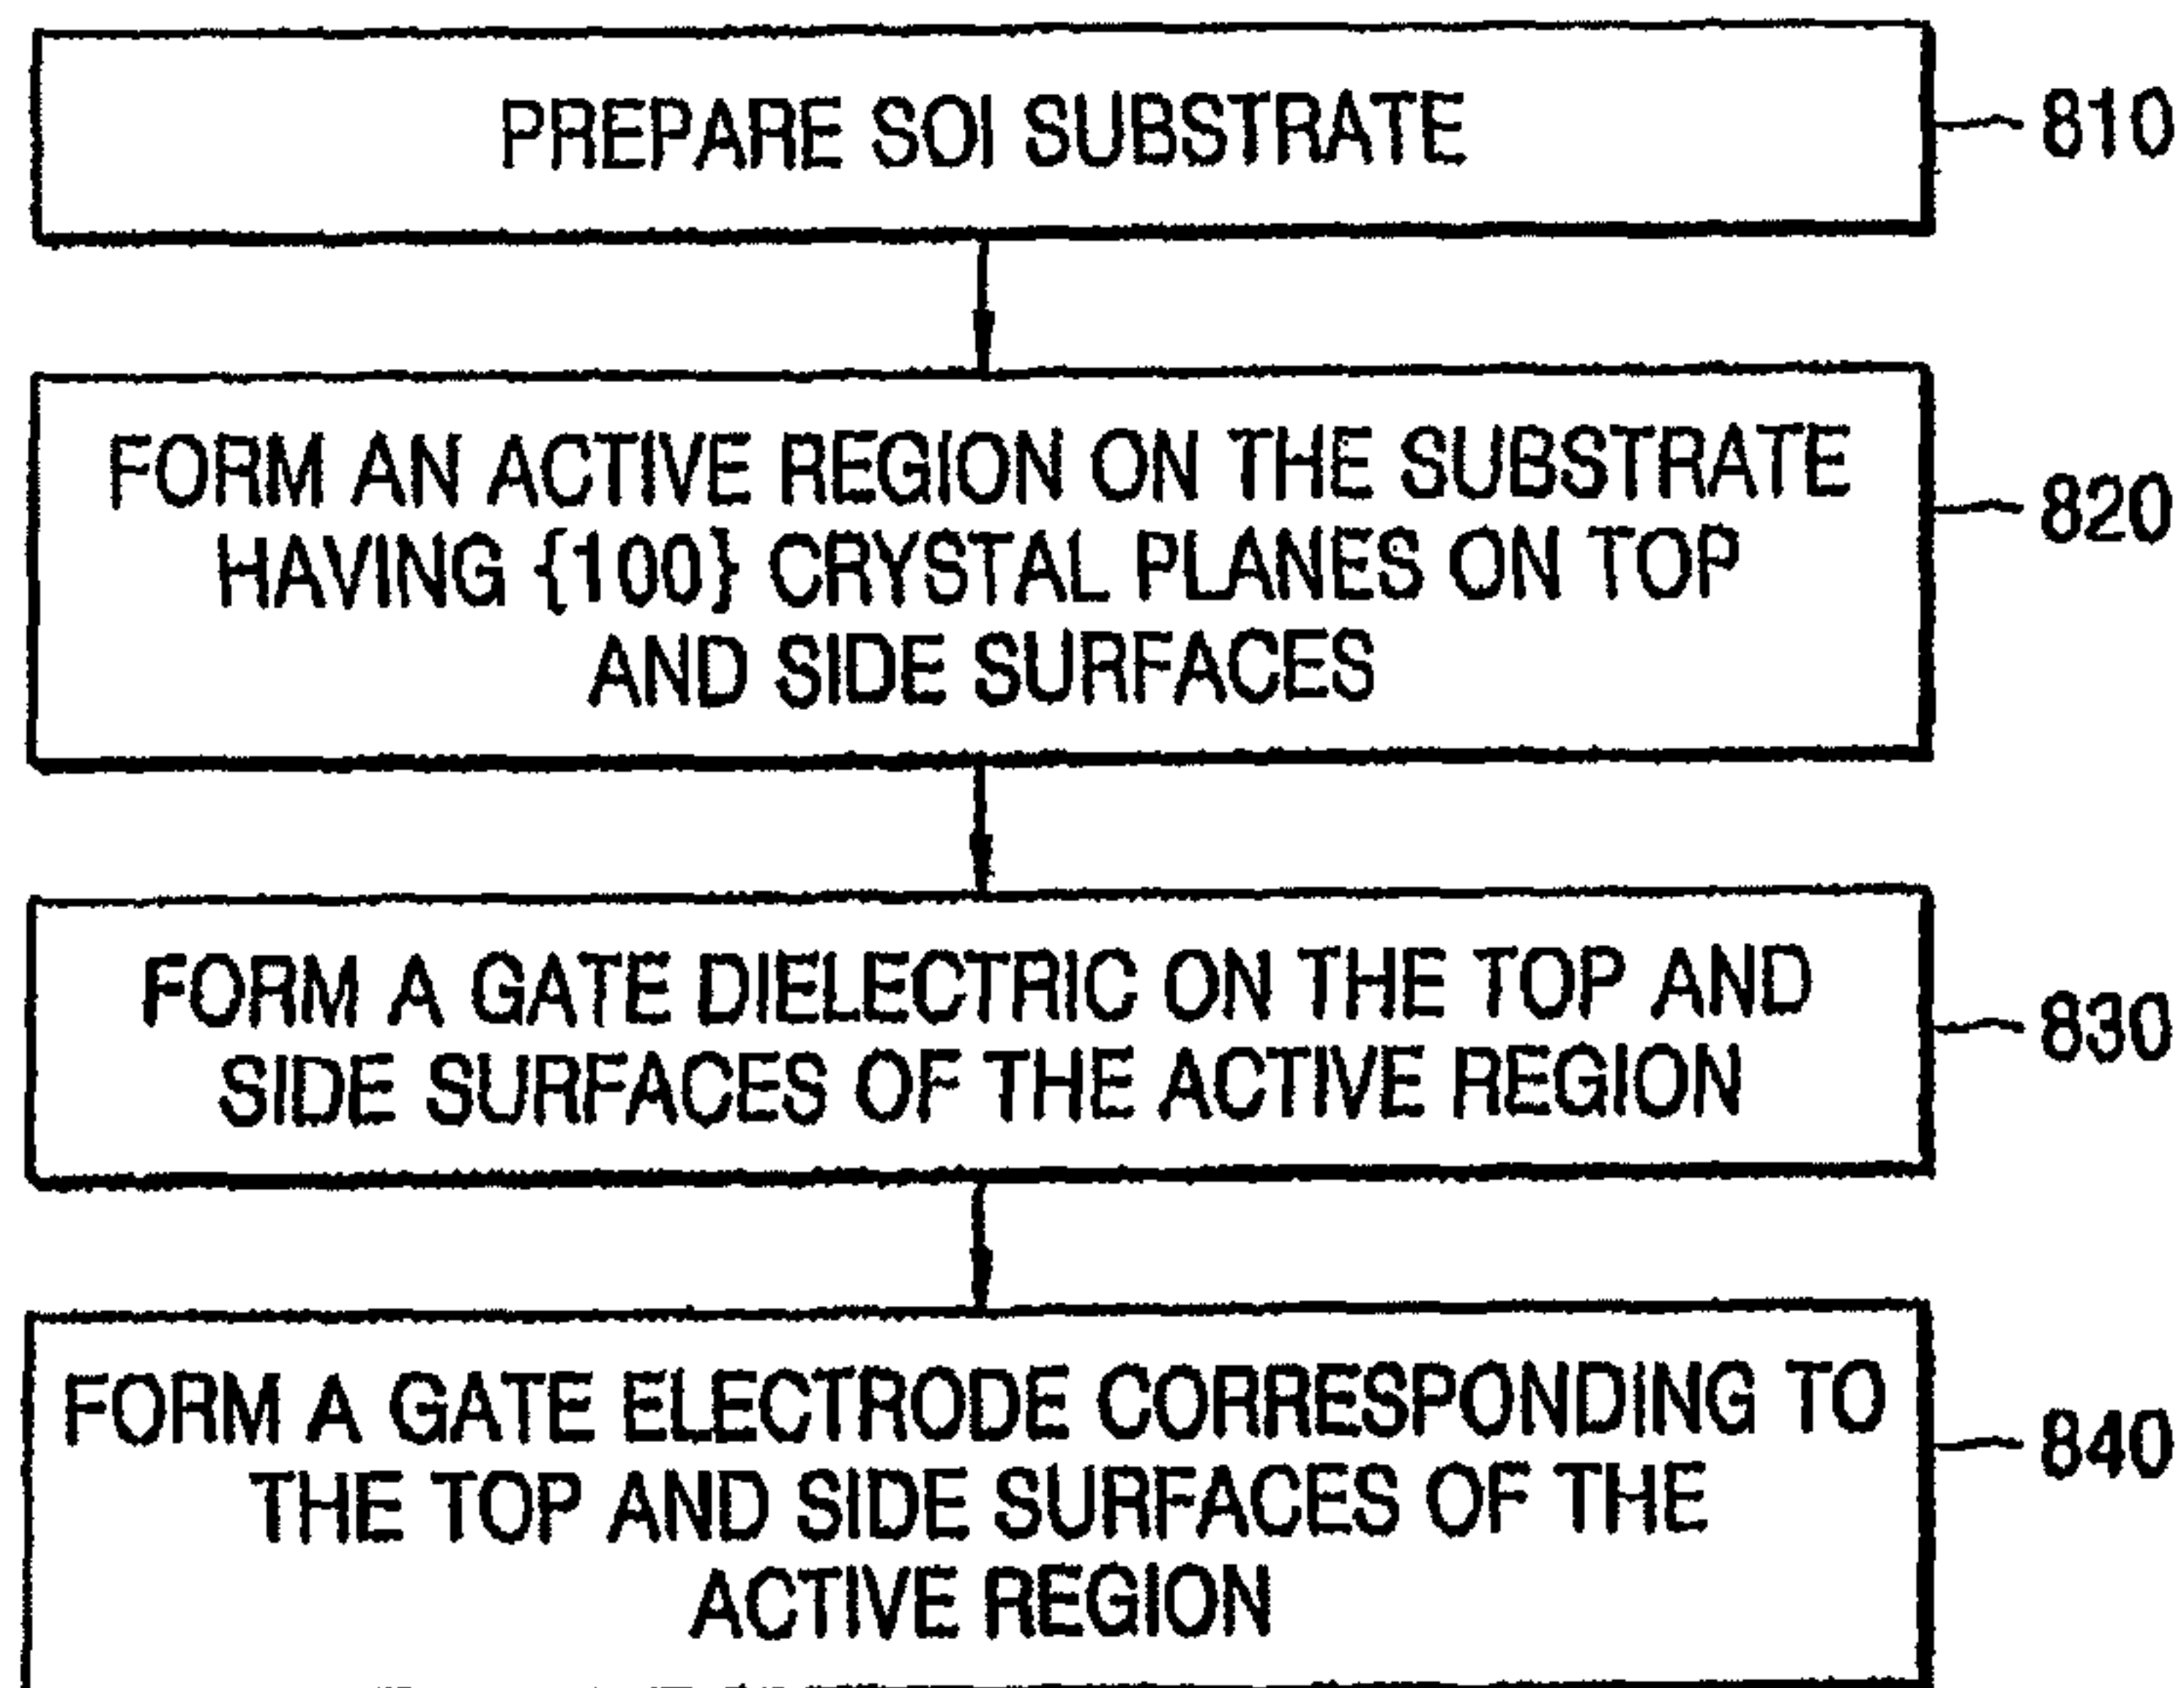 PREPARE SOI SUBSTRATE
810
FORM AN ACTIVE REGION ON THE SUBSTRATE
HAVING {100} CRYSTAL PLANES ON TOP
AND SIDE SURFACES
820
FORM A GATE DIELECTRIC ON THE TOP AND
SIDE SURFACES OF THE ACTIVE REGION
830
FORM A GATE ELECTRODE CORRESPONDING TO
THE TOP AND SIDE SURFACES OF THE
ACTIVE REGION
840